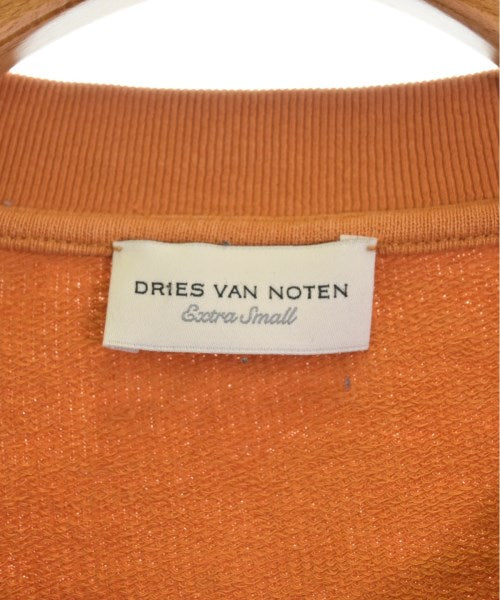 DRIES VAN NOTEN
Extra Small